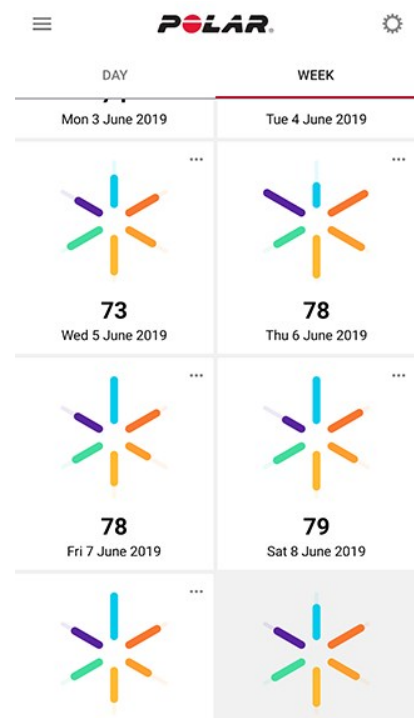 POLAR.
DAY WEEK
Mon 3 June 2019 Tue 4 June 2019
73 78
Wed 5 June 2019 Thu 6 June 2019
78 79
Fri 7 June 2019 Sat 8 June 2019